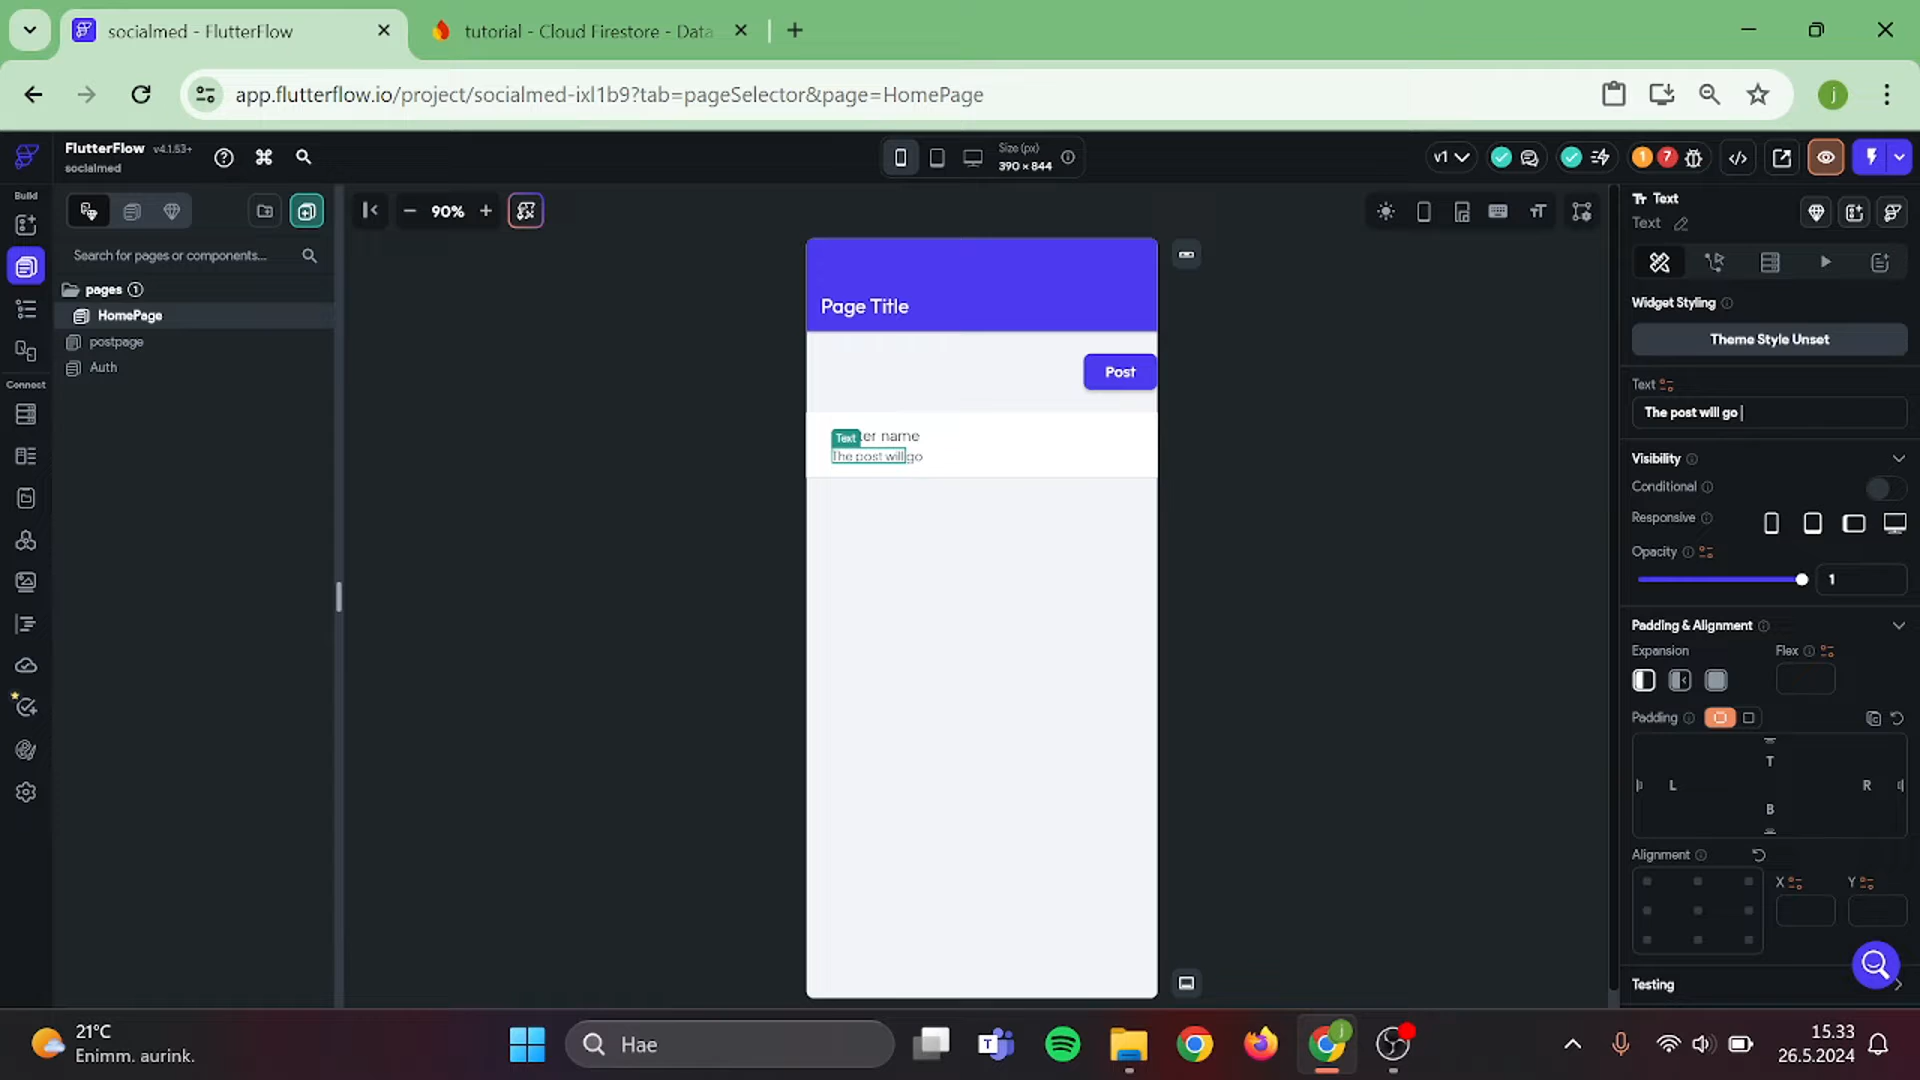 socialmed - FlutterFlow
tutorial - Cloud Firestore - Data
app.flutterflow.io/project/socialmed-ixl1b9?tab=pageSelector&page=HomePage
j
FlutterFlow v4.1.53+
socialmed
Size (px)
390 × 844
v1
1 7
Build
90%
Search for pages or components...
pages 1
HomePage
postpage
Auth
Connect
Page Title
Post
Text
ter name
The post will go
Text
Text
Widget Styling
Theme Style Unset
Text
The post will go
Visibility
Conditional
Responsive
Opacity
1
Padding & Alignment
Expansion
Flex
Padding
T
L
R
B
Alignment
X
Y
Testing
21°C
Enimm. aurink.
Hae
15.33
26.5.2024